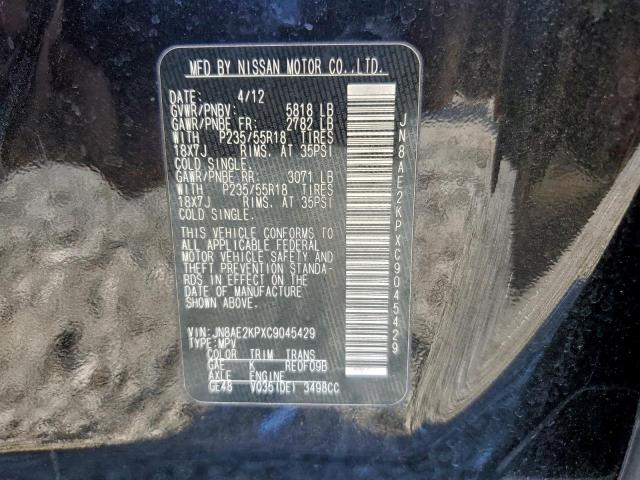 MFD BY NISSAN MOTOR CO.,LTD.
DATE: 4/12
GVWR/PNBV: 5818 LB
GAWR/PNBE FR: 2782 LB
WITH P235/55R18 TIRES
18X7J RIMS. AT 35PSI
COLD SINGLE.
GAWR/PNBE RR: 3071 LB
WITH P235/55R18 TIRES
18X7J RIMS. AT 35PSI
COLD SINGLE.
THIS VEHICLE CONFORMS TO
ALL APPLICABLE FEDERAL
MOTOR VEHICLE SAFETY AND
THEFT PREVENTION STANDA-
RDS IN EFFECT ON THE
DATE OF MANUFACTURE
SHOWN ABOVE.
VIN: JN8AE2KPXC9045429
TYPE: MPV
COLOR TRIM TRANS
GAE K RE0F09B
AXLE ENGINE
GE48 VQ35(DE) 3498CC
JN8AE2KPXC9045429